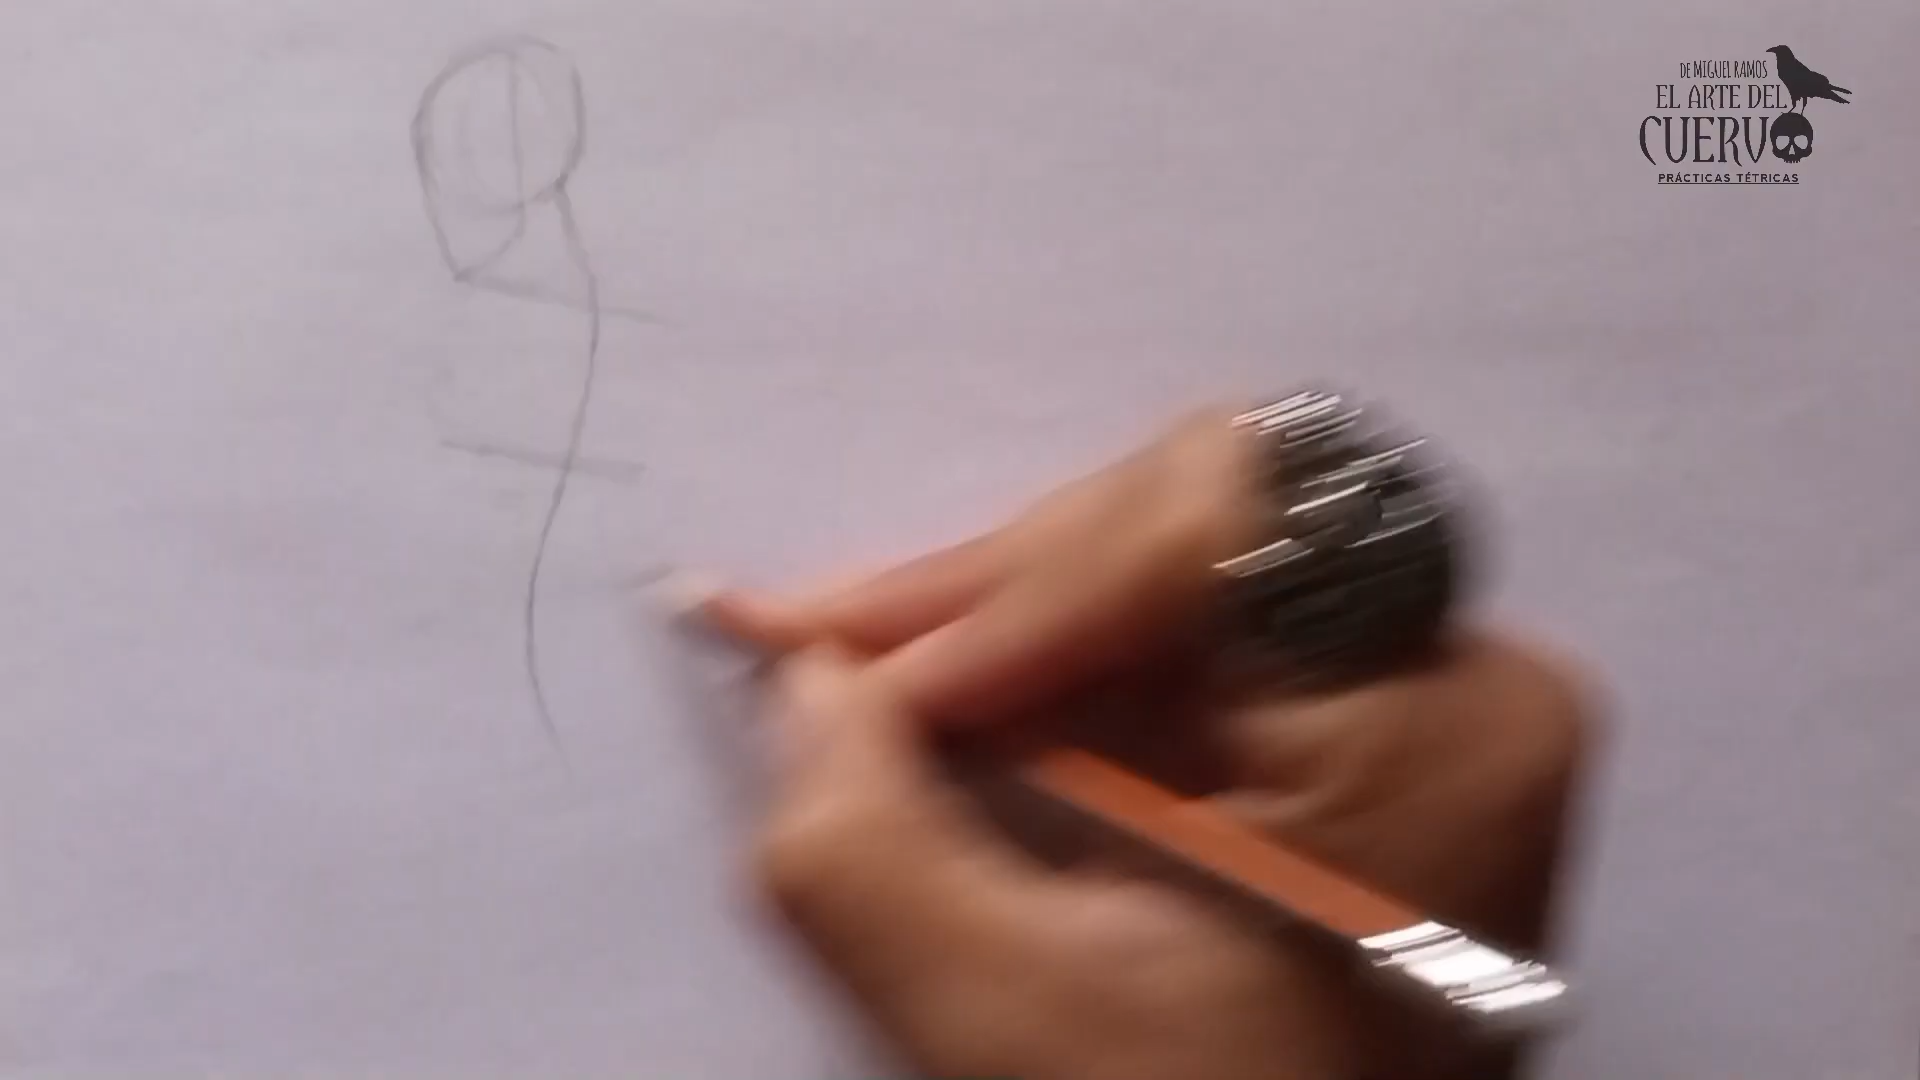 DE MIGUEL RAMOS
EL ARTE DEL
CUERVO
PRÁCTICAS TÉTRICAS